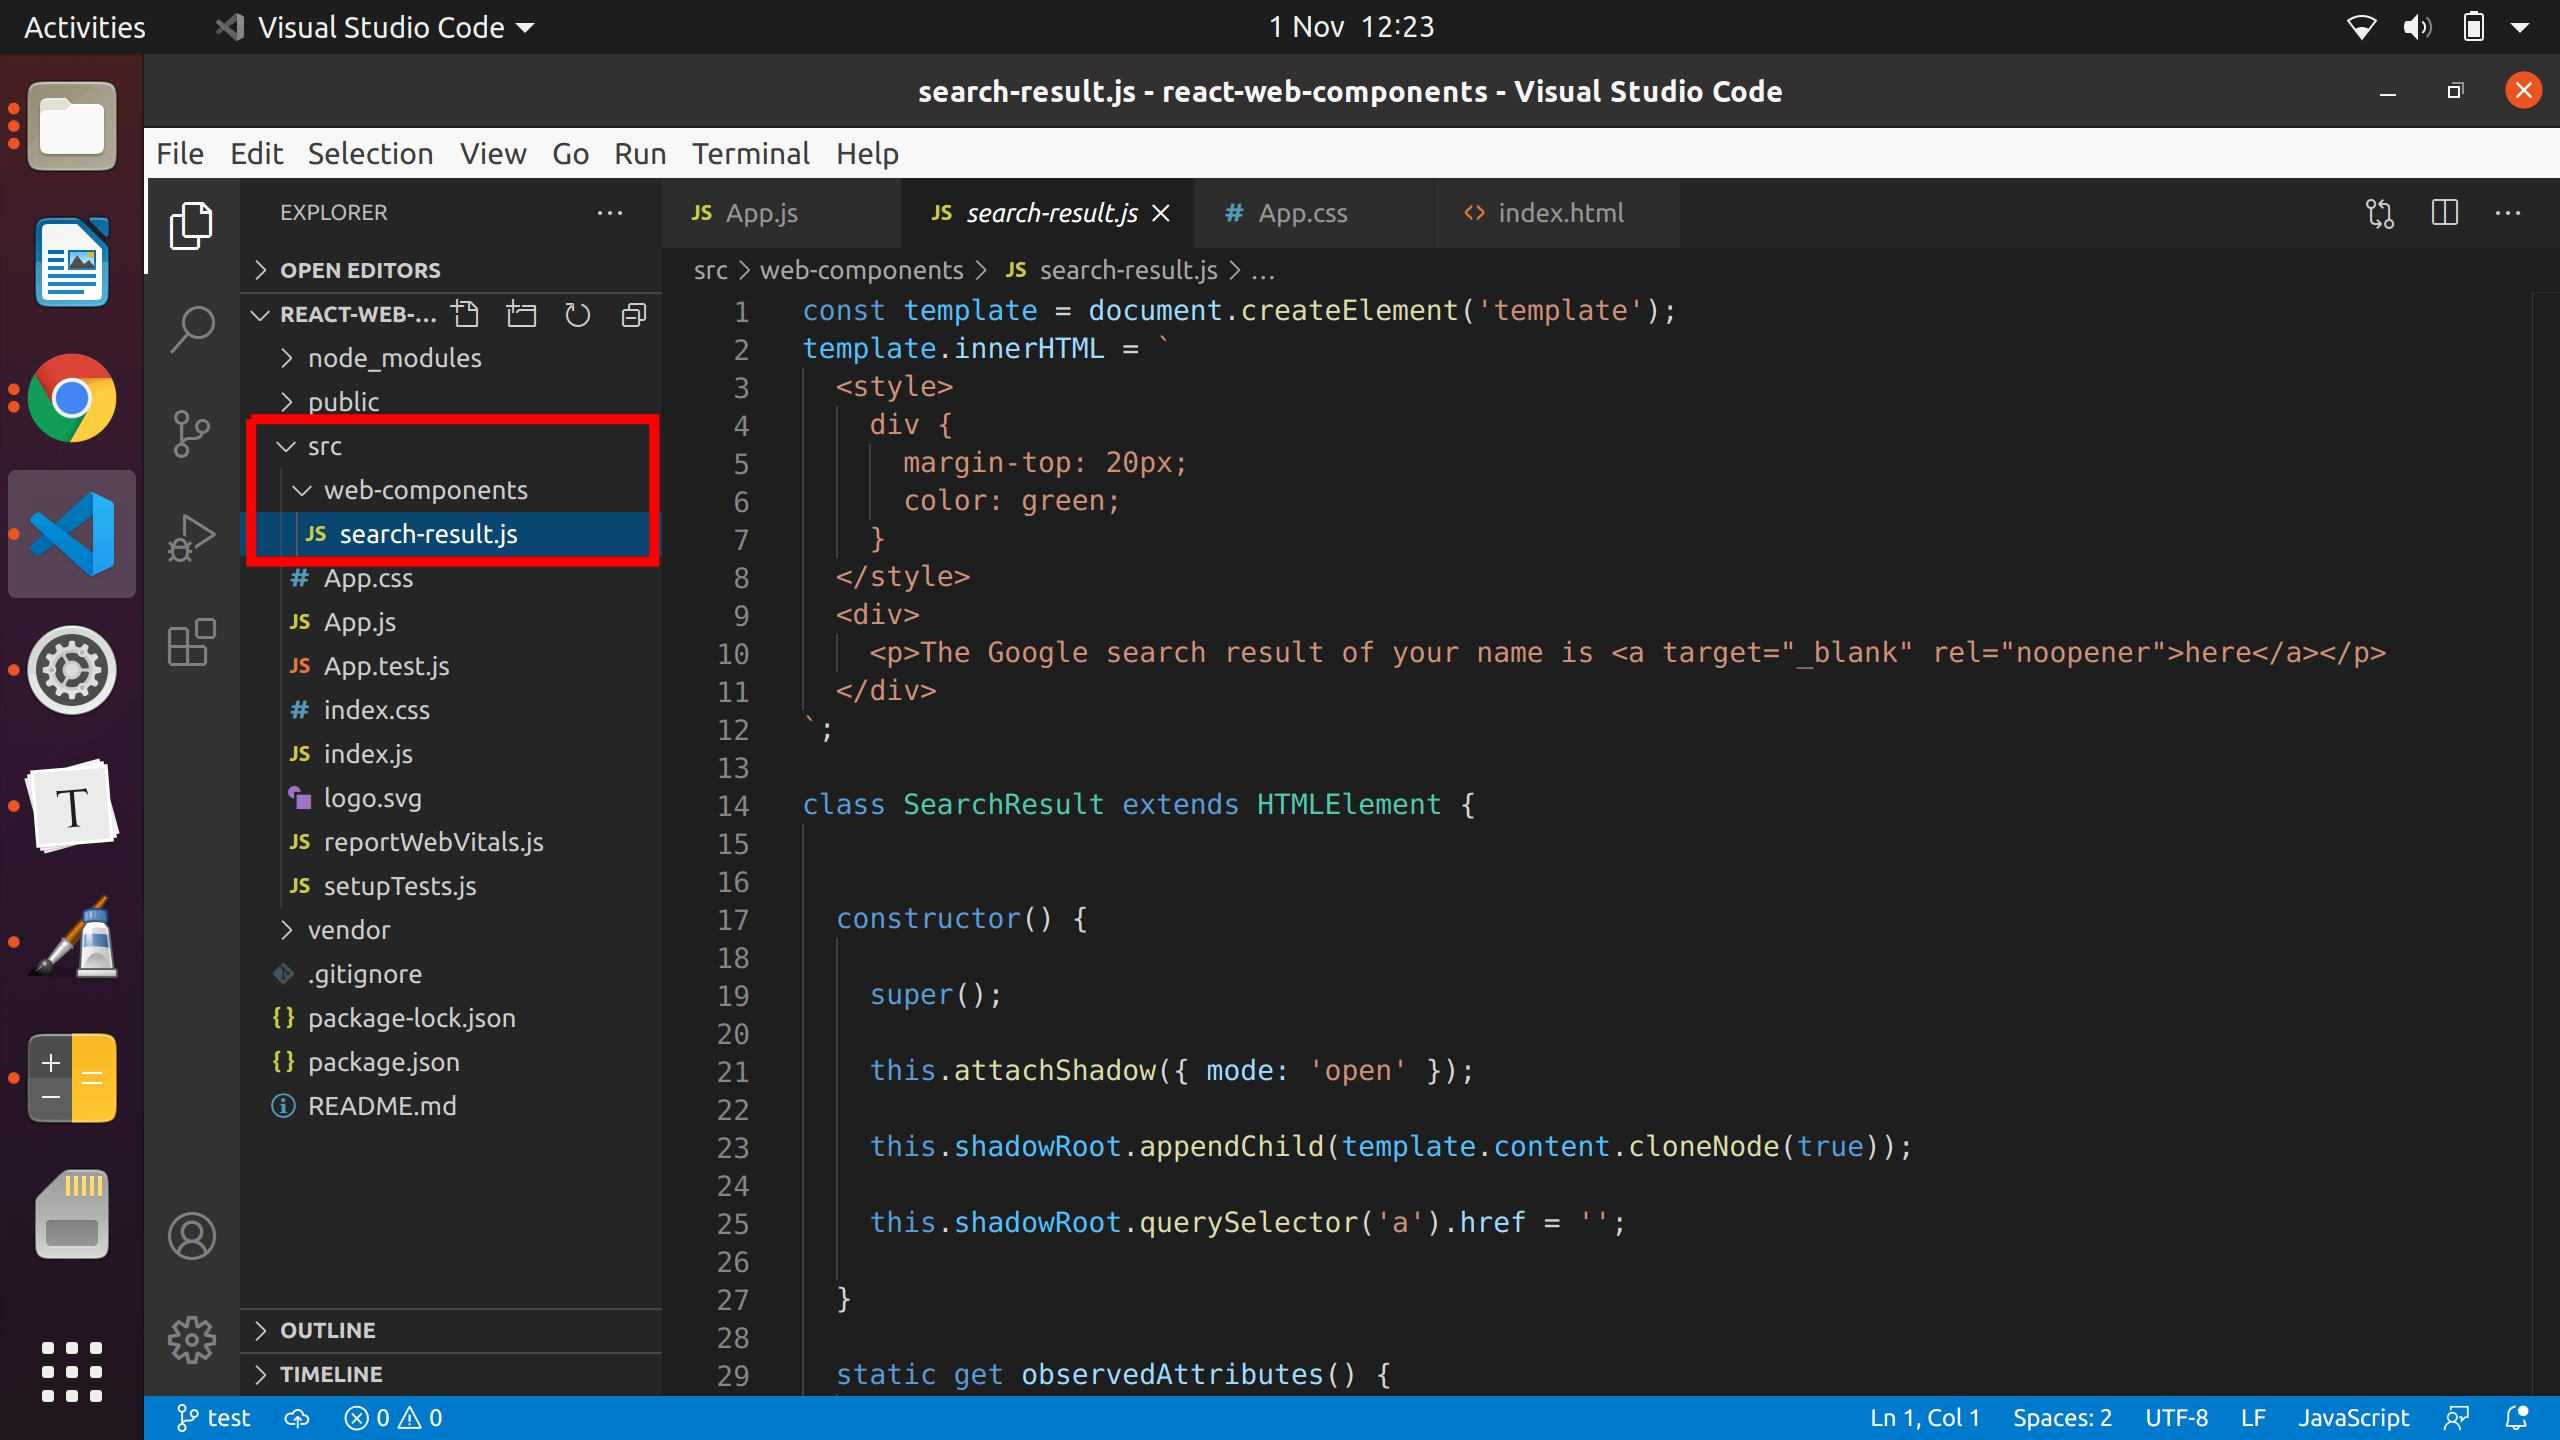 Activities
Visual Studio Code
1 Nov 12:23
search-result.js - react-web-components - Visual Studio Code
File Edit Selection View Go Run Terminal Help
EXPLORER
OPEN EDITORS
REACT-WEB-...
node_modules
public
src
web-components
JS search-result.js
# App.css
JS App.js
JS App.test.js
# index.css
JS index.js
logo.svg
JS reportWebVitals.js
JS setupTests.js
vendor
.gitignore
{} package-lock.json
{} package.json
README.md
OUTLINE
TIMELINE
JS App.js
JS search-result.js
# App.css
<> index.html
src > web-components > JS search-result.js > ...
1 const template = document.createElement('template');
2 template.innerHTML = `
3 <style>
4 div {
5 margin-top: 20px;
6 color: green;
7 }
8 </style>
9 <div>
10 <p>The Google search result of your name is <a target="_blank" rel="noopener">here</a></p>
11 </div>
12 `;
13
14 class SearchResult extends HTMLElement {
15
16
17 constructor() {
18
19 super();
20
21 this.attachShadow({ mode: 'open' });
22
23 this.shadowRoot.appendChild(template.content.cloneNode(true));
24
25 this.shadowRoot.querySelector('a').href = '';
26
27 }
28
29 static get observedAttributes() {
test 0 0
Ln 1, Col 1 Spaces: 2 UTF-8 LF JavaScript
T